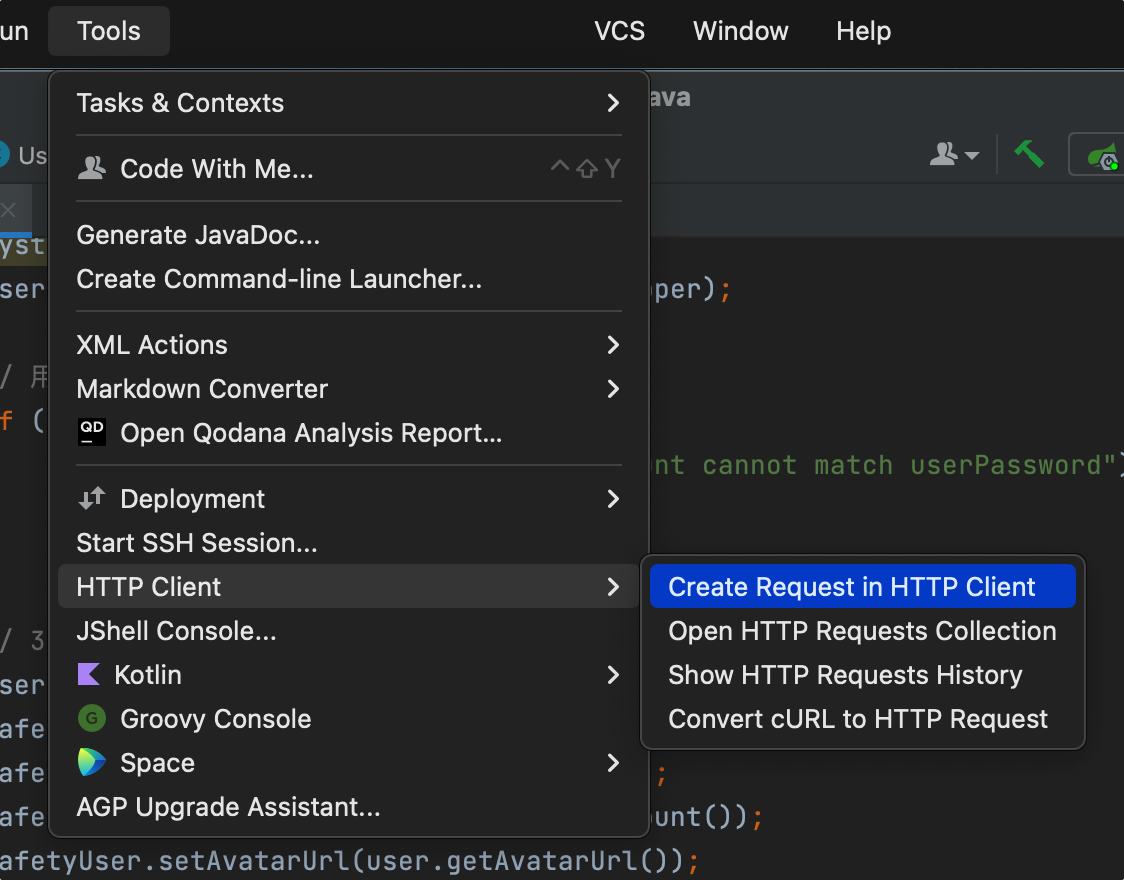 un Tools VCS Window Help
Tasks & Contexts
ava
Us
Code With Me... ^⇧Y
Generate JavaDoc...
yst
Create Command-line Launcher...
ser
per);
XML Actions
/ 用
Markdown Converter
f (
QD Open Qodana Analysis Report...
nt cannot match userPassword")
Deployment
Start SSH Session...
HTTP Client
Create Request in HTTP Client
JShell Console...
Open HTTP Requests Collection
/ 3
Kotlin
Show HTTP Requests History
ser
G Groovy Console
Convert cURL to HTTP Request
afe
Space
afe
;
AGP Upgrade Assistant...
afe
unt());
afetyUser.setAvatarUrl(user.getAvatarUrl());